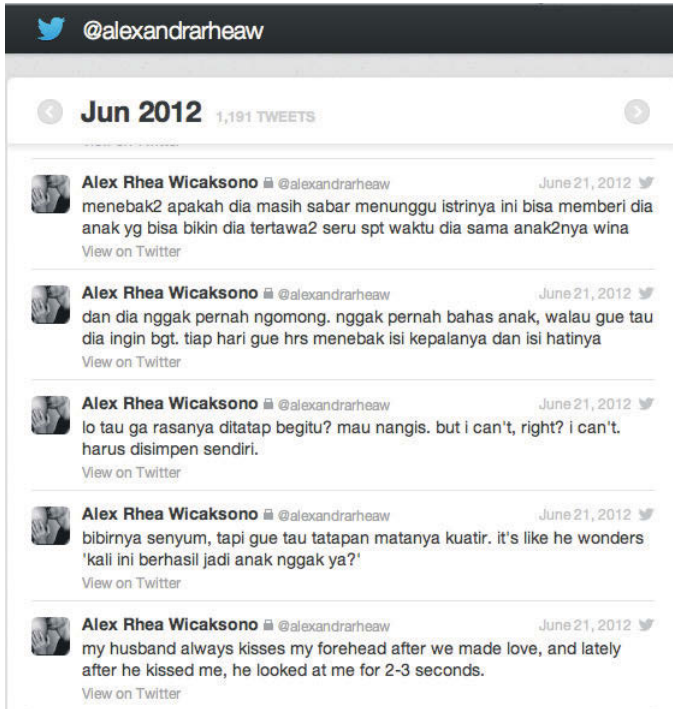 @alexandrarheaw
Jun 2012 1,191 TWEETS
View on Twitter
Alex Rhea Wicaksono @alexandrarheaw June 21, 2012
menebak2 apakah dia masih sabar menunggu istrinya ini bisa memberi dia
anak yg bisa bikin dia tertawa2 seru spt waktu dia sama anak2nya wina
View on Twitter
Alex Rhea Wicaksono @alexandrarheaw June 21, 2012
dan dia nggak pernah ngomong. nggak pernah bahas anak, walau gue tau
dia ingin bgt. tiap hari gue hrs menebak isi kepalanya dan isi hatinya
View on Twitter
Alex Rhea Wicaksono @alexandrarheaw June 21, 2012
lo tau ga rasanya ditatap begitu? mau nangis. but i can't, right? i can't.
harus disimpen sendiri.
View on Twitter
Alex Rhea Wicaksono @alexandrarheaw June 21, 2012
bibirnya senyum, tapi gue tau tatapan matanya kuatir. it's like he wonders
'kali ini berhasil jadi anak nggak ya?'
View on Twitter
Alex Rhea Wicaksono @alexandrarheaw June 21, 2012
my husband always kisses my forehead after we made love, and lately
after he kissed me, he looked at me for 2-3 seconds.
View on Twitter